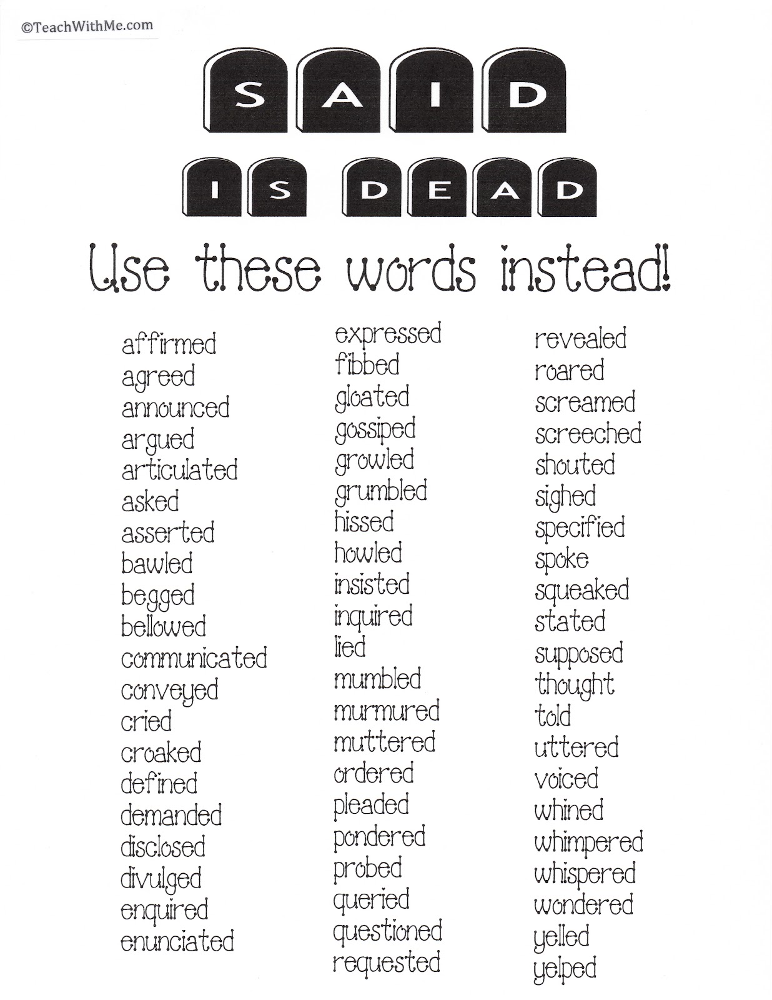 ©TeachWithMe.com
SAID
IS DEAD
Use these words instead!
affirmed
agreed
announced
argued
articulated
asked
asserted
bawled
begged
bellowed
communicated
conveyed
cried
croaked
defined
demanded
disclosed
divulged
enquired
enunciated
expressed
fibbed
gloated
gossiped
growled
grumbled
hissed
howled
insisted
inquired
lied
mumbled
murmured
muttered
ordered
pleaded
pondered
probed
queried
questioned
requested
revealed
roared
screamed
screeched
shouted
sighed
specified
spoke
squeaked
stated
supposed
thought
told
uttered
voiced
whined
whimpered
whispered
wondered
yelled
yelped